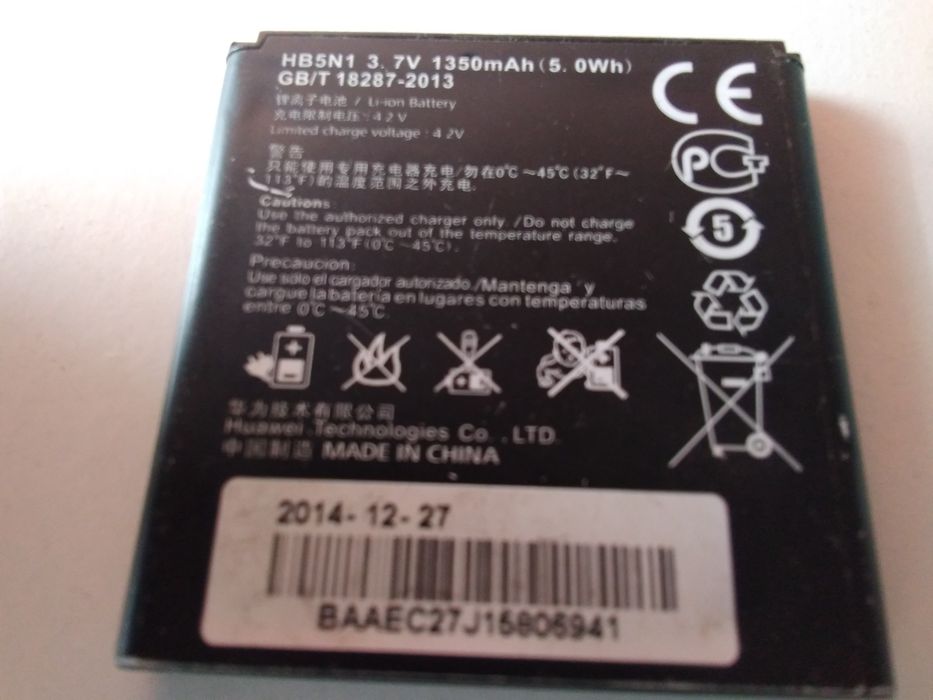 HB5N1 3.7V 1350mAh (5.0Wh)
GB/T 18287-2013
锂离子电池 / Li-ion Battery
充电限制电压: 4.2V
Limited charge voltage : 4.2V
警告
只能使用专用充电器充电/勿在0℃～45℃(32°F～
113°F)的温度范围之外充电.
Cautions:
Use the authorized charger only. /Do not charge
the battery pack out of the temperature range.
32°F to 113°F(0℃ ~45℃).
Precaucion:
Use solo el cargador autorizado./Mantenga y
cargue la bateria en lugares con temperaturas
entre 0℃ ~45℃.
华为技术有限公司
Huawei Technologies Co., LTD.
中国制造 MADE IN CHINA
CE
PCT
5
2014-12-27
BAAEC27J15805941